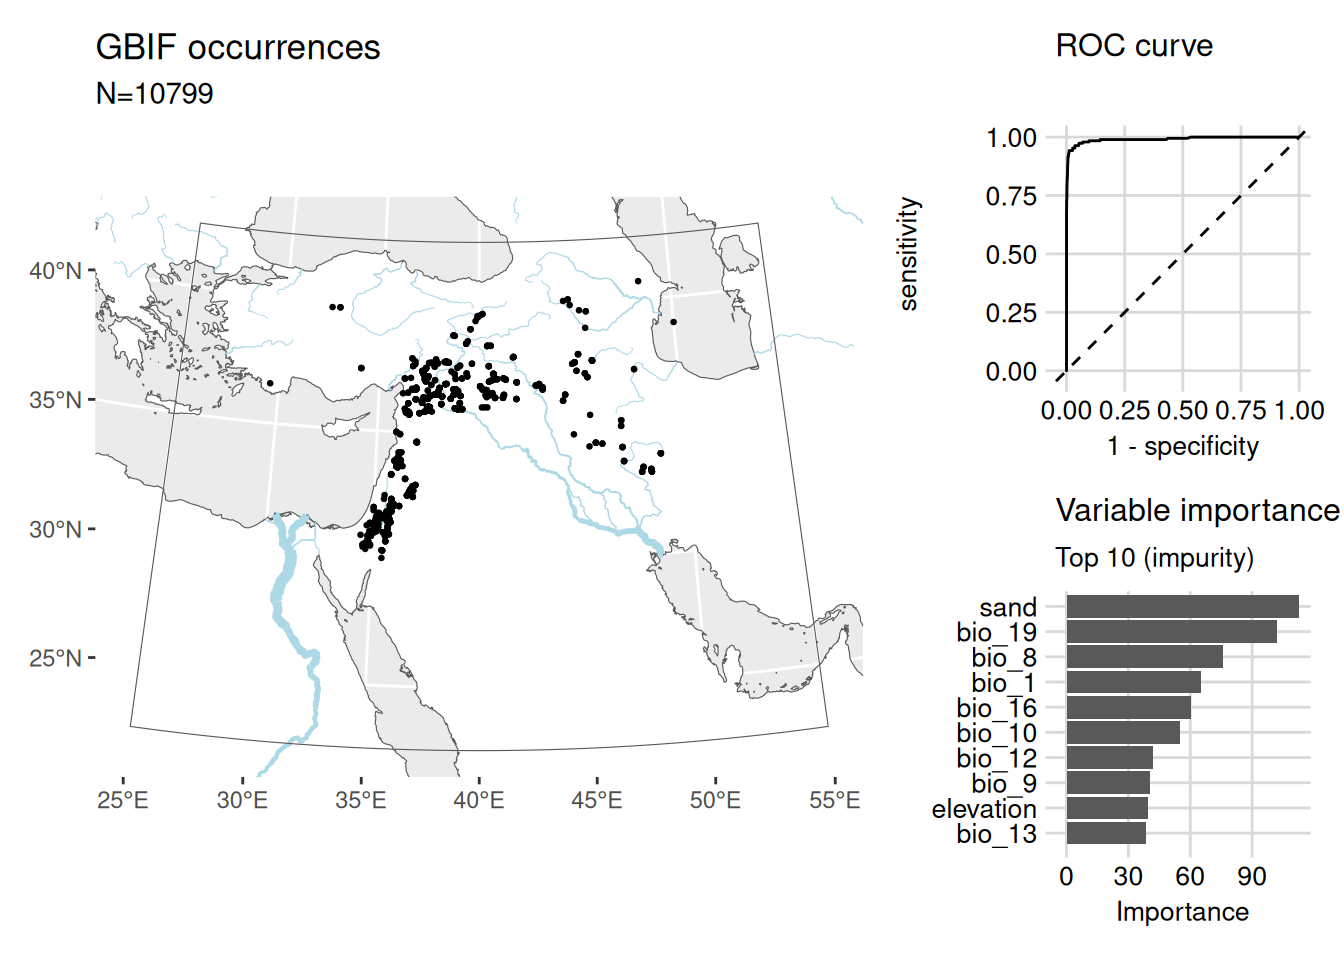 GBIF occurrences
N=10799
40°N
35°N
30°N
25°N
25°E 30°E 35°E 40°E 45°E 50°E 55°E
ROC curve
sensitivity
1.00
0.75
0.50
0.25
0.00
0.00 0.25 0.50 0.75 1.00
1 - specificity
Variable importance
Top 10 (impurity)
sand
bio_19
bio_8
bio_1
bio_16
bio_10
bio_12
bio_9
elevation
bio_13
0 30 60 90
Importance